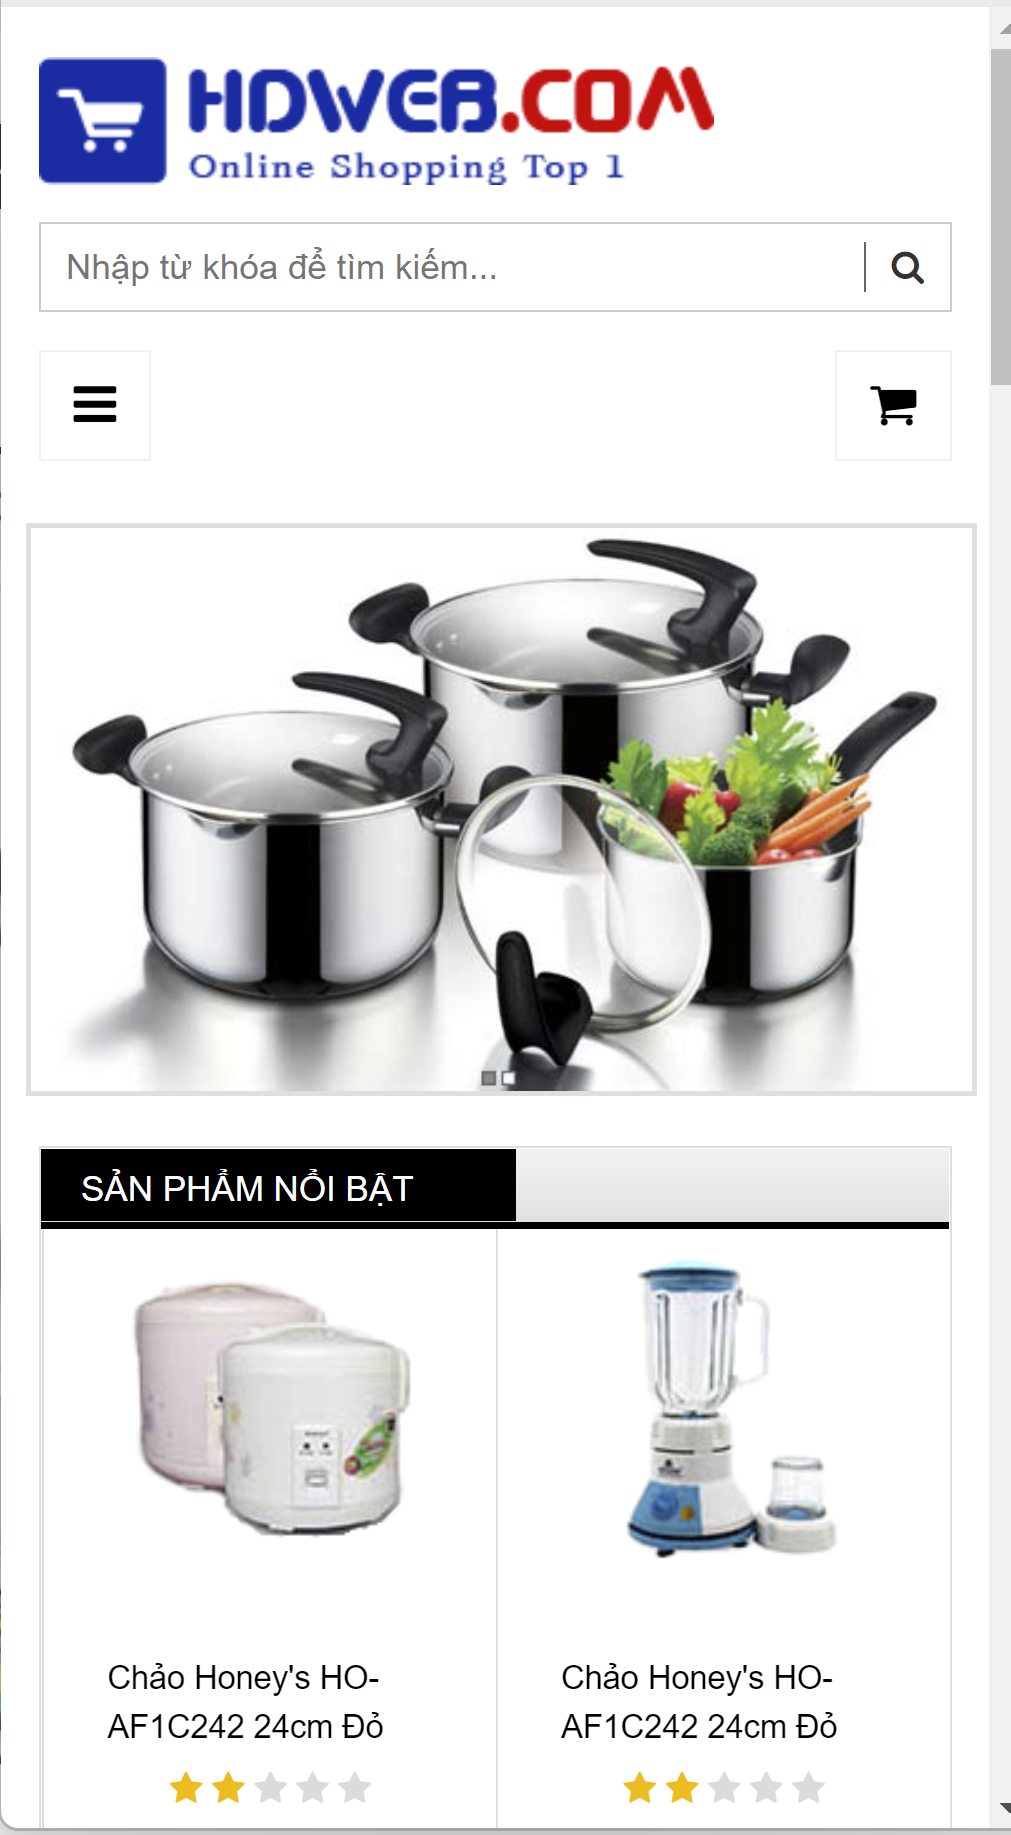 HDWEB.COM
Online Shopping Top 1
Nhập từ khóa để tìm kiếm...
SẢN PHẨM NỔI BẬT
Chảo Honey's HO-
AF1C242 24cm Đỏ
Chảo Honey's HO-
AF1C242 24cm Đỏ